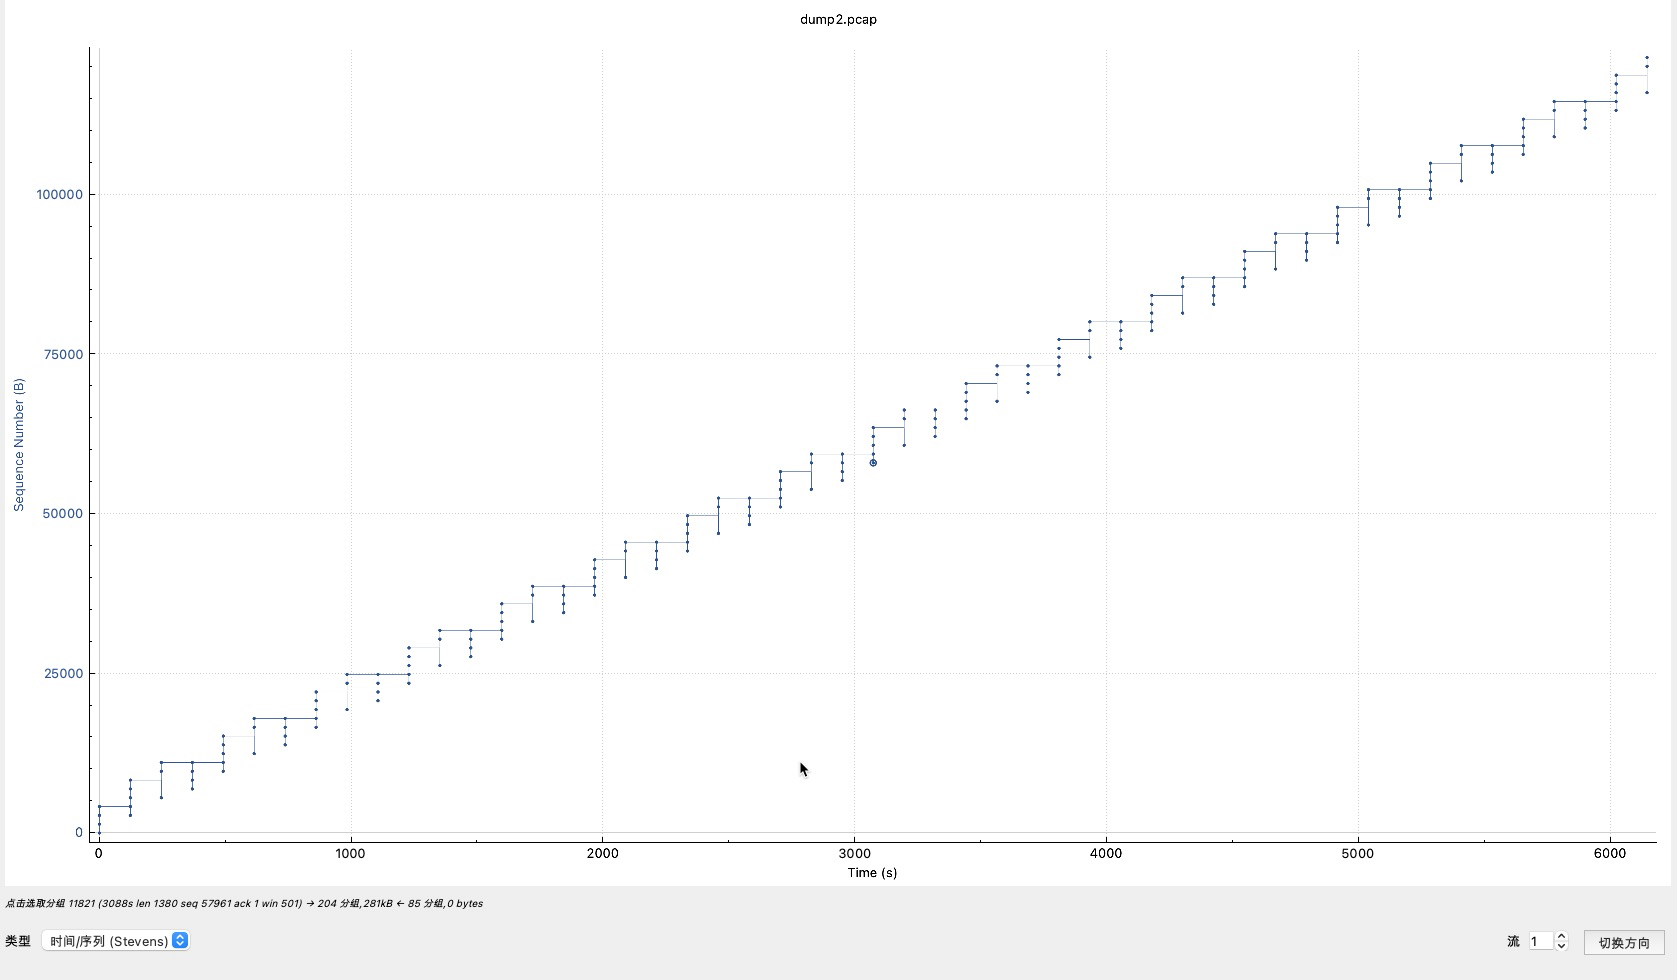 dump2.pcap
Sequence Number (B)
100000
75000
50000
25000
0
0 1000 2000 3000 4000 5000 6000
Time (s)
点击选取分组 11821 (3088s len 1380 seq 57961 ack 1 win 501) → 204 分组,281kB ← 85 分组,0 bytes
类型 时间/序列 (Stevens) 流 1 切换方向